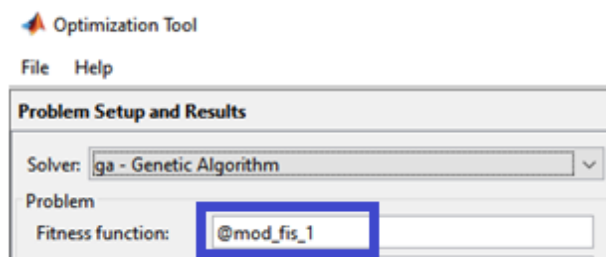 Optimization Tool
File Help
Problem Setup and Results
Solver: ga - Genetic Algorithm
Problem
Fitness function: @mod_fis_1